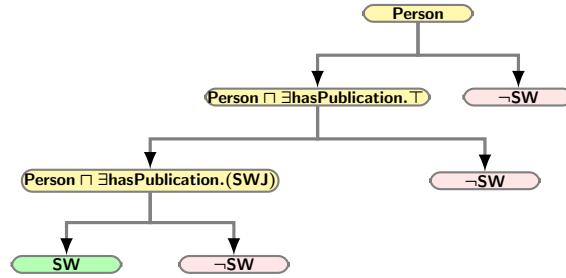 Person
Person ⊓ ∃hasPublication.⊤
¬SW
Person ⊓ ∃hasPublication.(SWJ)
¬SW
SW
¬SW